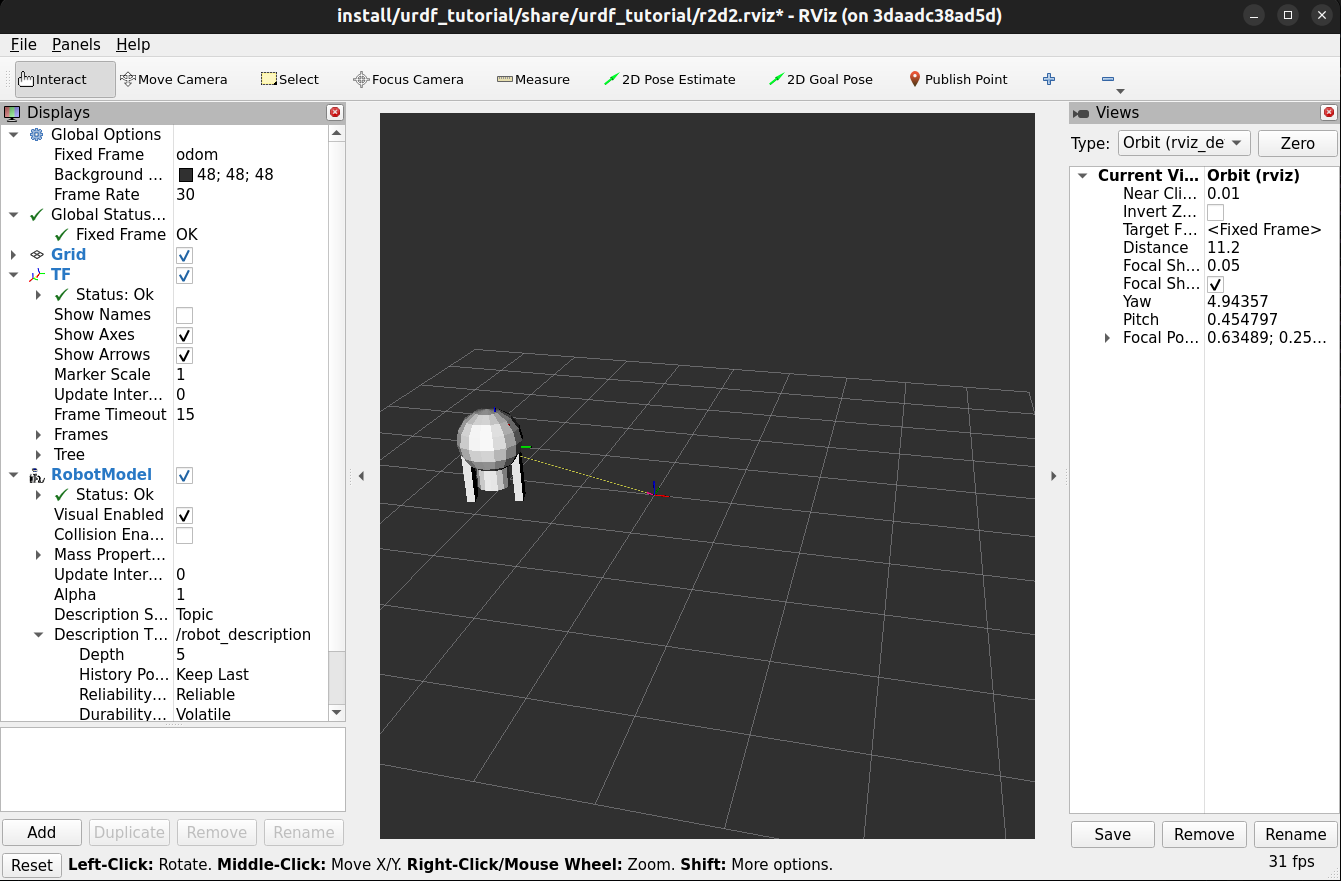 install/urdf_tutorial/share/urdf_tutorial/r2d2.rviz* - RViz (on 3daadc38ad5d)
File Panels Help
Interact Move Camera Select Focus Camera Measure 2D Pose Estimate 2D Goal Pose Publish Point
Displays
Global Options
Fixed Frame odom
Background ... 48; 48; 48
Frame Rate 30
Global Status...
Fixed Frame OK
Grid
TF
Status: Ok
Show Names
Show Axes
Show Arrows
Marker Scale 1
Update Inter... 0
Frame Timeout 15
Frames
Tree
RobotModel
Status: Ok
Visual Enabled
Collision Ena...
Mass Propert...
Update Inter... 0
Alpha 1
Description S... Topic
Description T... /robot_description
Depth 5
History Po... Keep Last
Reliability... Reliable
Durability... Volatile
Add Duplicate Remove Rename
Views
Type: Orbit (rviz_de Zero
Current Vi... Orbit (rviz)
Near Cli... 0.01
Invert Z...
Target F... <Fixed Frame>
Distance 11.2
Focal Sh... 0.05
Focal Sh...
Yaw 4.94357
Pitch 0.454797
Focal Po... 0.63489; 0.25...
Save Remove Rename
Reset Left-Click: Rotate. Middle-Click: Move X/Y. Right-Click/Mouse Wheel: Zoom. Shift: More options.
31 fps